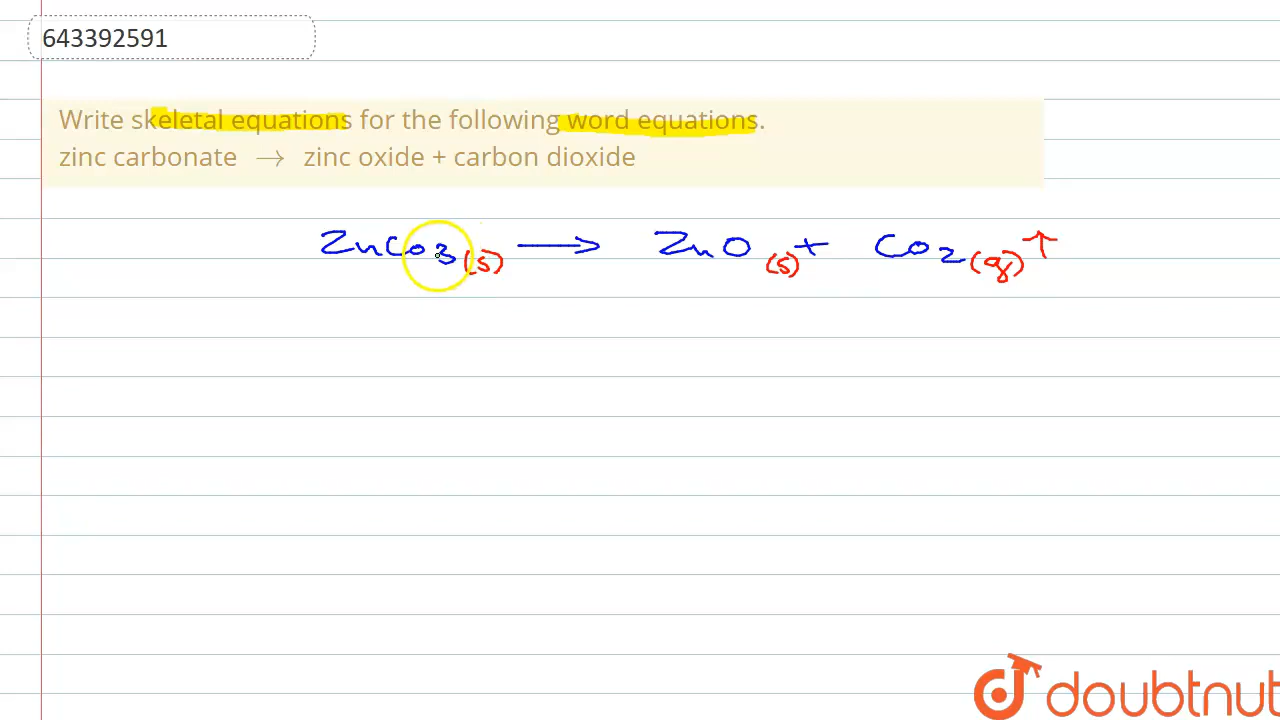 643392591
Write skeletal equations for the following word equations.
zinc carbonate → zinc oxide + carbon dioxide
ZnCo3(s) → ZnO(s) + Co2(g)↑
doubtnut